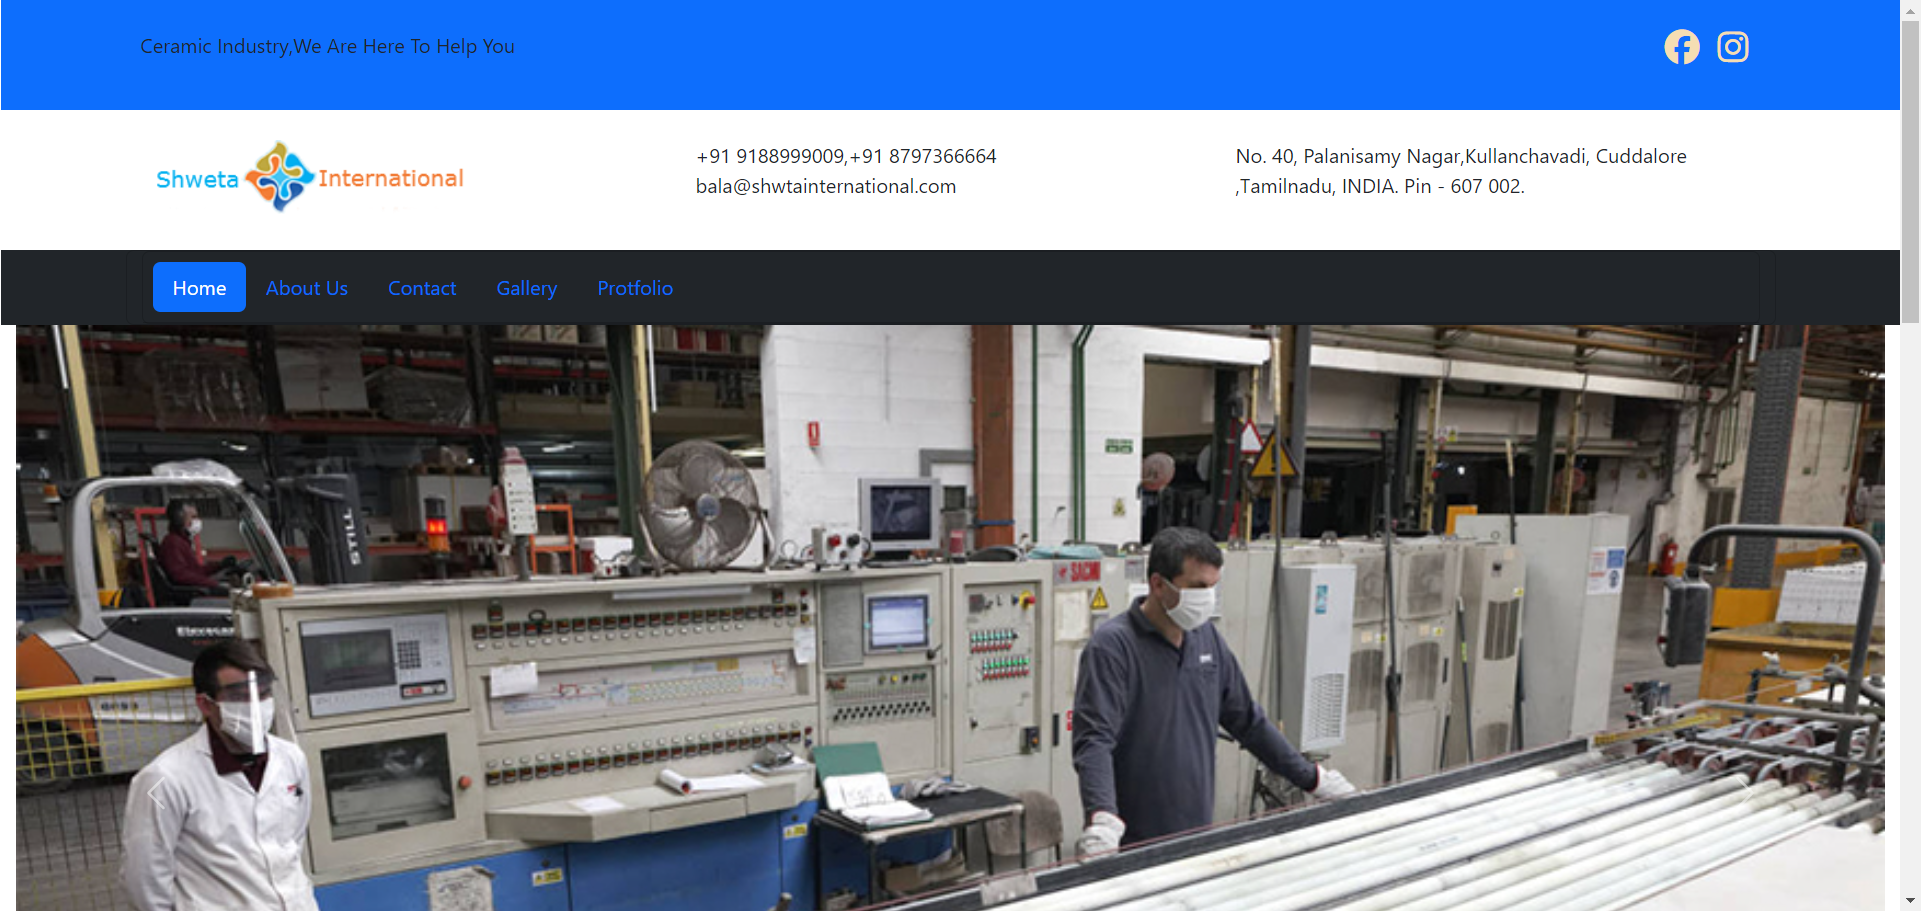 Ceramic Industry,We Are Here To Help You
Shweta International
+91 9188999009,+91 8797366664
bala@shwtainternational.com
No. 40, Palanisamy Nagar,Kullanchavadi, Cuddalore
,Tamilnadu, INDIA. Pin - 607 002.
Home About Us Contact Gallery Protfolio
STILL
SACMI